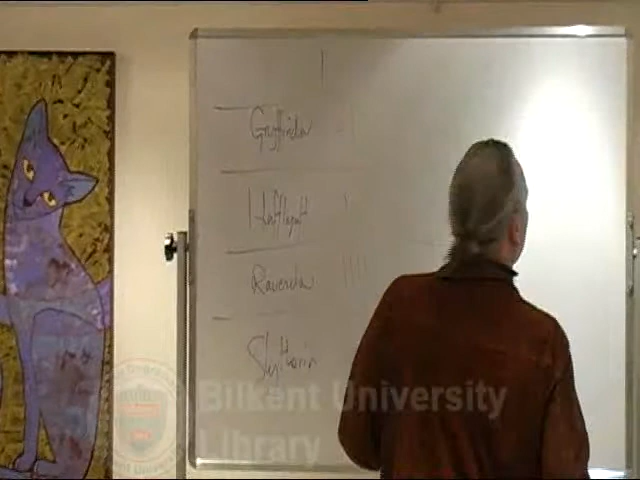 Gryffindor
Hufflepuff
Ravenclaw
Slytherin
Bilkent University
Library